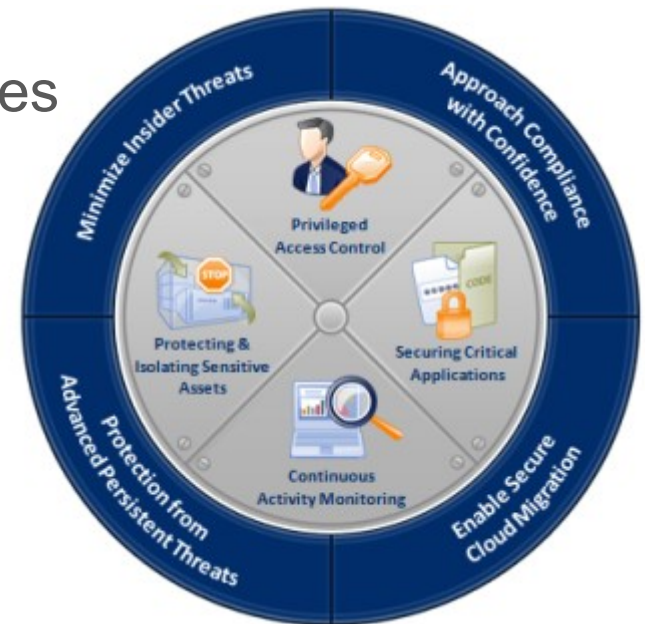 es
Minimize Insider Threats
Approach Compliance
with Confidence
Privileged
Access Control
STOP
CODE
Protecting &
Isolating Sensitive
Assets
Securing Critical
Applications
Continuous
Activity Monitoring
Protection from
Advanced Persistent Threats
Enable Secure
Cloud Migration